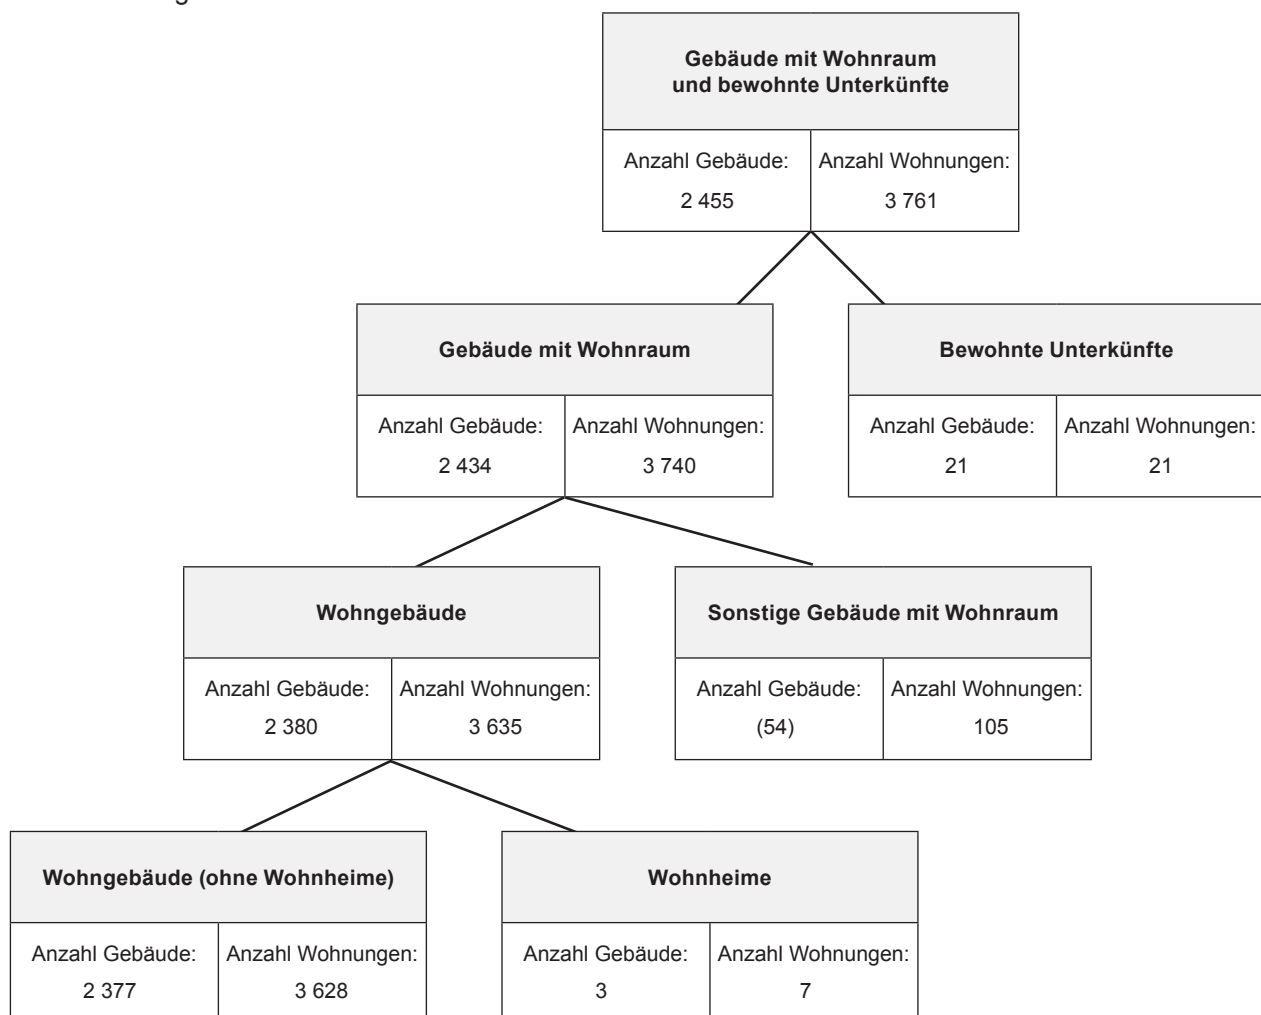 Gebäude mit Wohnraum
und bewohnte Unterkünfte
Anzahl Gebäude: Anzahl Wohnungen:
2 455 3 761
Gebäude mit Wohnraum Bewohnte Unterkünfte
Anzahl Gebäude: Anzahl Wohnungen: Anzahl Gebäude: Anzahl Wohnungen:
2 434 3 740 21 21
Wohngebäude Sonstige Gebäude mit Wohnraum
Anzahl Gebäude: Anzahl Wohnungen: Anzahl Gebäude: Anzahl Wohnungen:
2 380 3 635 (54) 105
Wohngebäude (ohne Wohnheime) Wohnheime
Anzahl Gebäude: Anzahl Wohnungen: Anzahl Gebäude: Anzahl Wohnungen:
2 377 3 628 3 7